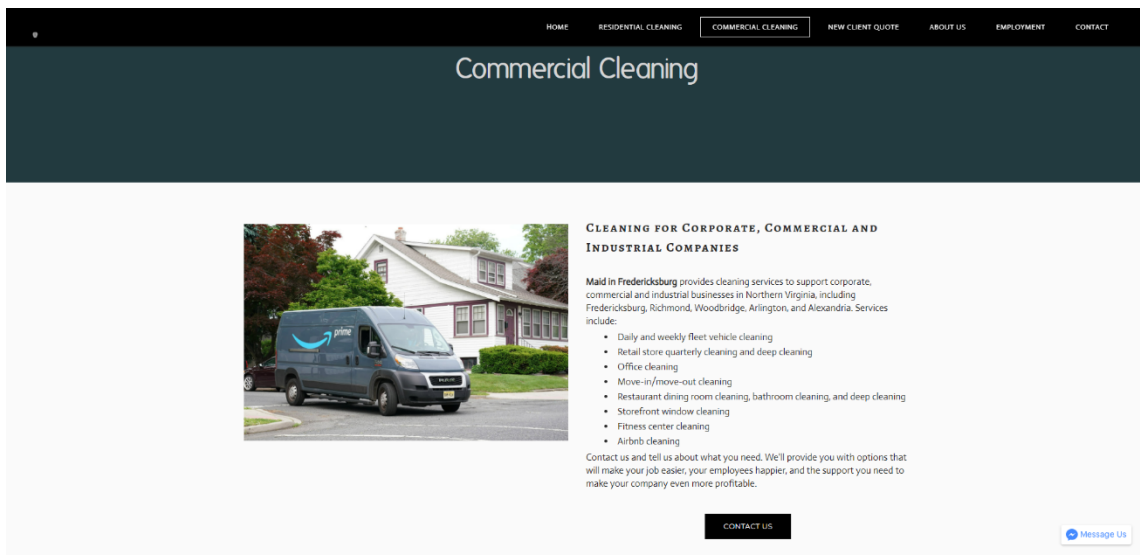 HOME RESIDENTIAL CLEANING COMMERCIAL CLEANING NEW CLIENT QUOTE ABOUT US EMPLOYMENT CONTACT
Commercial Cleaning
Cleaning for Corporate, Commercial and
Industrial Companies
Maid in Fredericksburg provides cleaning services to support corporate,
commercial and industrial businesses in Northern Virginia, including
Fredericksburg, Richmond, Woodbridge, Arlington, and Alexandria. Services
include:
• Daily and weekly fleet vehicle cleaning
• Retail store quarterly cleaning and deep cleaning
• Office cleaning
• Move-in/move-out cleaning
• Restaurant dining room cleaning, bathroom cleaning, and deep cleaning
• Storefront window cleaning
• Fitness center cleaning
• Airbnb cleaning
Contact us and tell us about what you need. We'll provide you with options that
will make your job easier, your employees happier, and the support you need to
make your company even more profitable.
prime
CONTACT US
Message Us